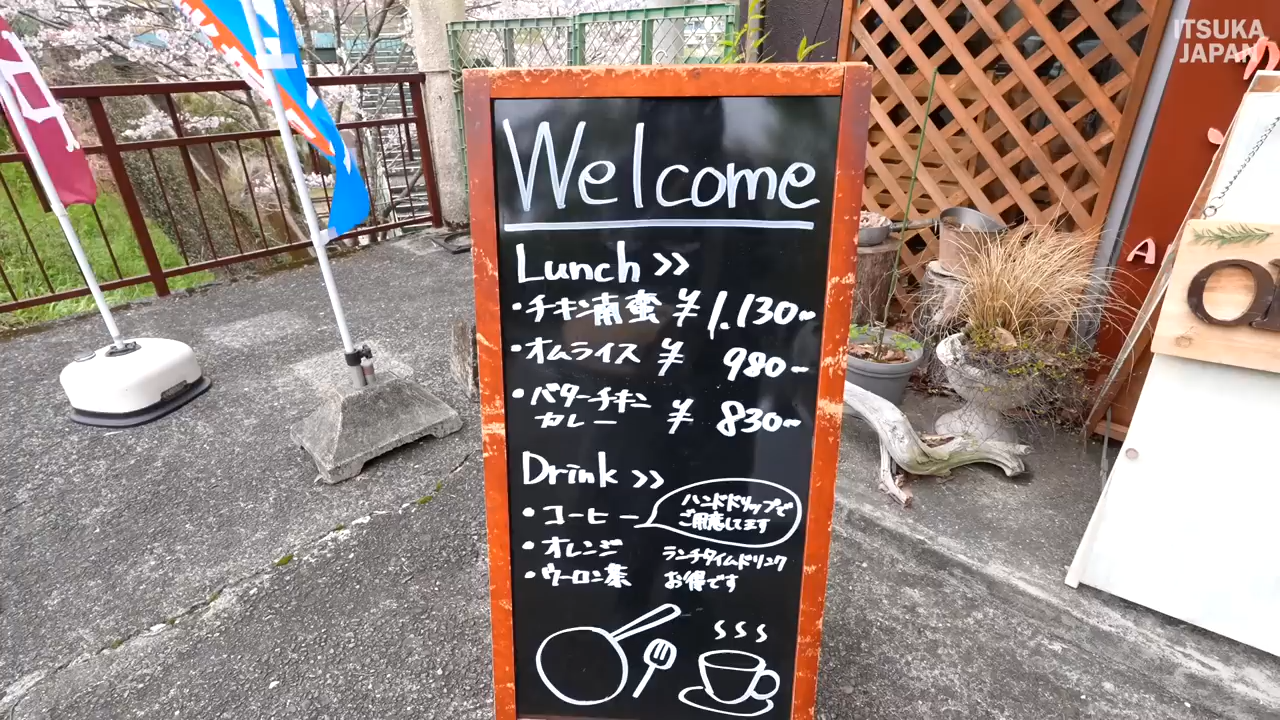 ITSUKA
JAPAN
Welcome
Lunch >>
・チキン南蛮 ¥1.130~
・オムライス ¥ 980~
・バターチキン
カレー ¥ 830~
Drink >>
・コーヒー
ハンドドリップで
ご用意してます
・オレンジ
・ウーロン茶
ランチタイムドリンク
お得です
A